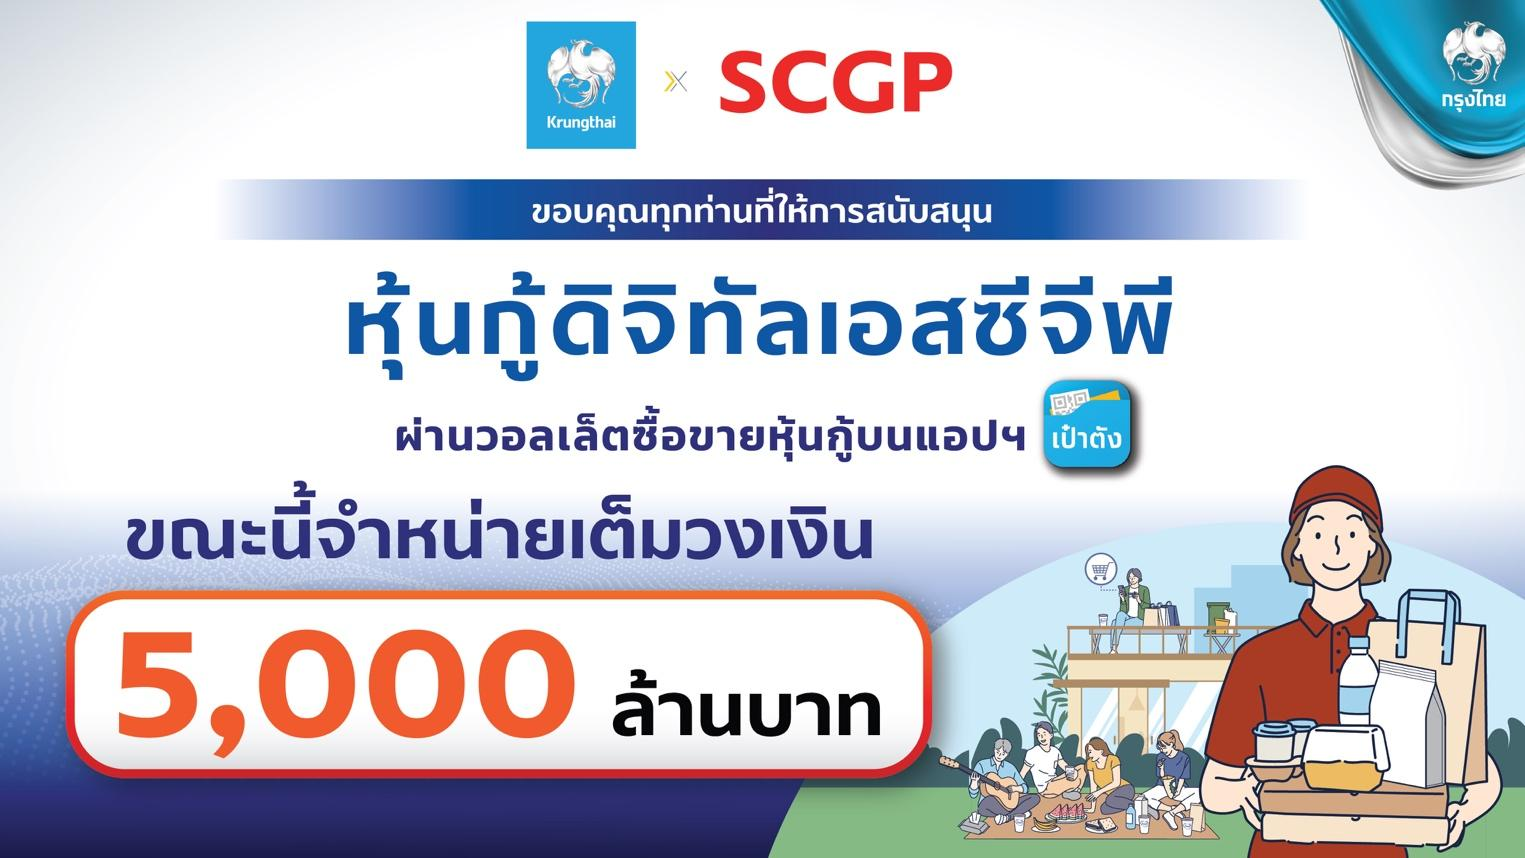 Krungthai
SCGP
กรุงไทย
ขอบคุณทุกท่านที่ให้การสนับสนุน
หุ้นกู้ดิจิทัลเอสซีจีพี
ผ่านวอลเล็ตซื้อขายหุ้นกู้บนแอปฯ
เป๋าตัง
ขณะนี้จำหน่ายเต็มวงเงิน
5,000 ล้านบาท